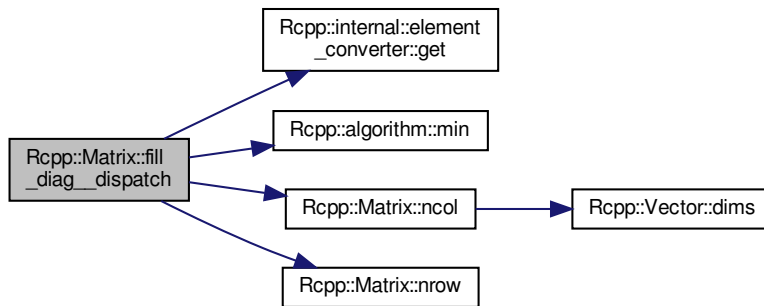 Rcpp::internal::element
_converter::get
Rcpp::algorithm::min
Rcpp::Matrix::fill
_diag__dispatch
Rcpp::Matrix::ncol
Rcpp::Vector::dims
Rcpp::Matrix::nrow